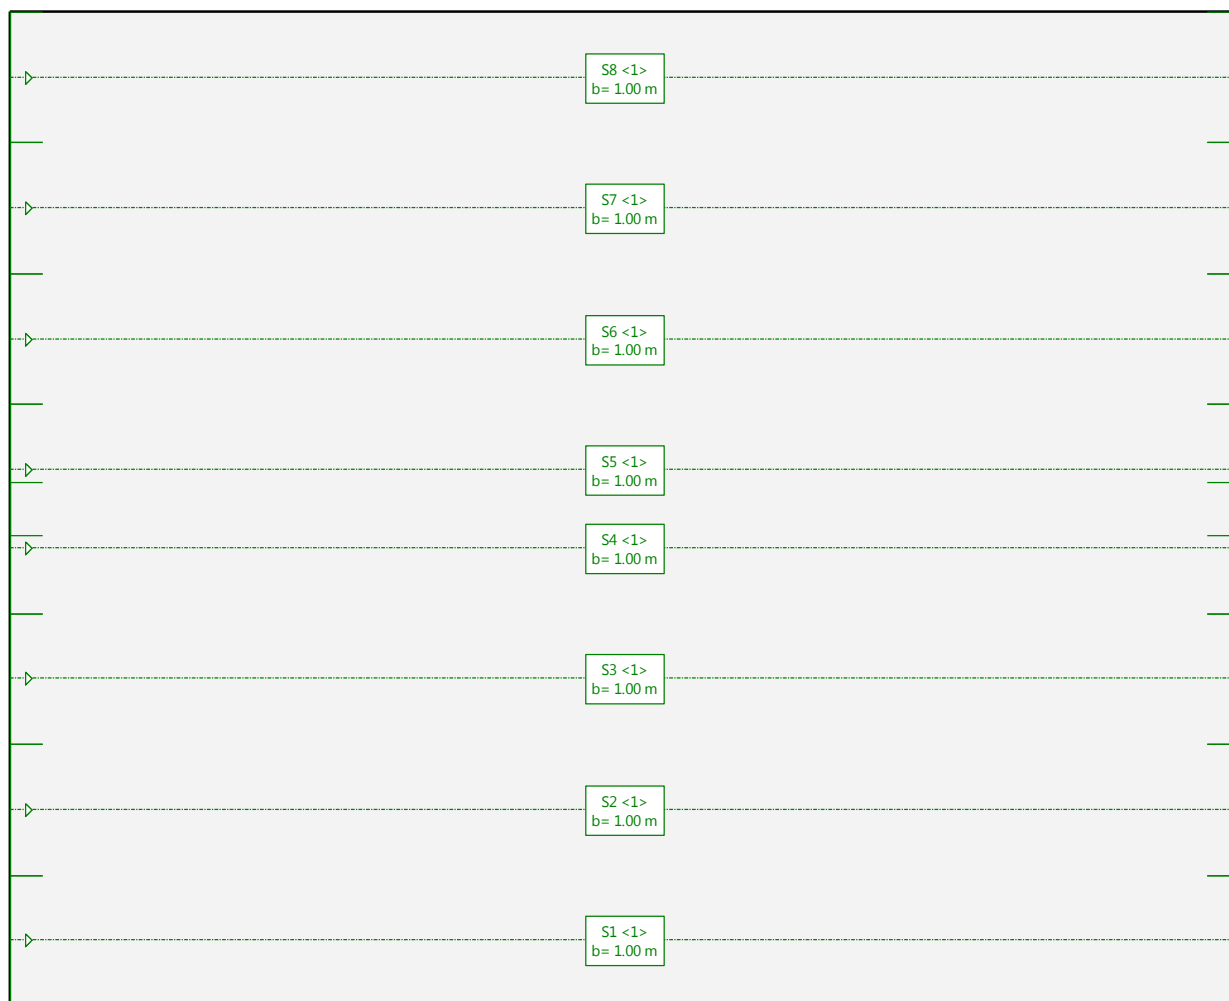 S8 <1>
b= 1.00 m
S7 <1>
b= 1.00 m
S6 <1>
b= 1.00 m
S5 <1>
b= 1.00 m
S4 <1>
b= 1.00 m
S3 <1>
b= 1.00 m
S2 <1>
b= 1.00 m
S1 <1>
b= 1.00 m